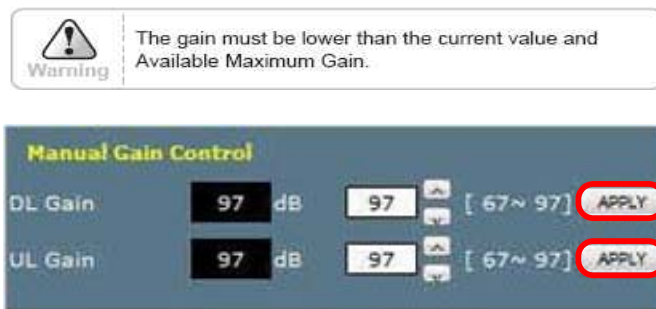 Warning
The gain must be lower than the current value and
Available Maximum Gain.
Manual Gain Control
DL Gain 97 dB 97 [ 67~ 97] APPLY
UL Gain 97 dB 97 [ 67~ 97] APPLY